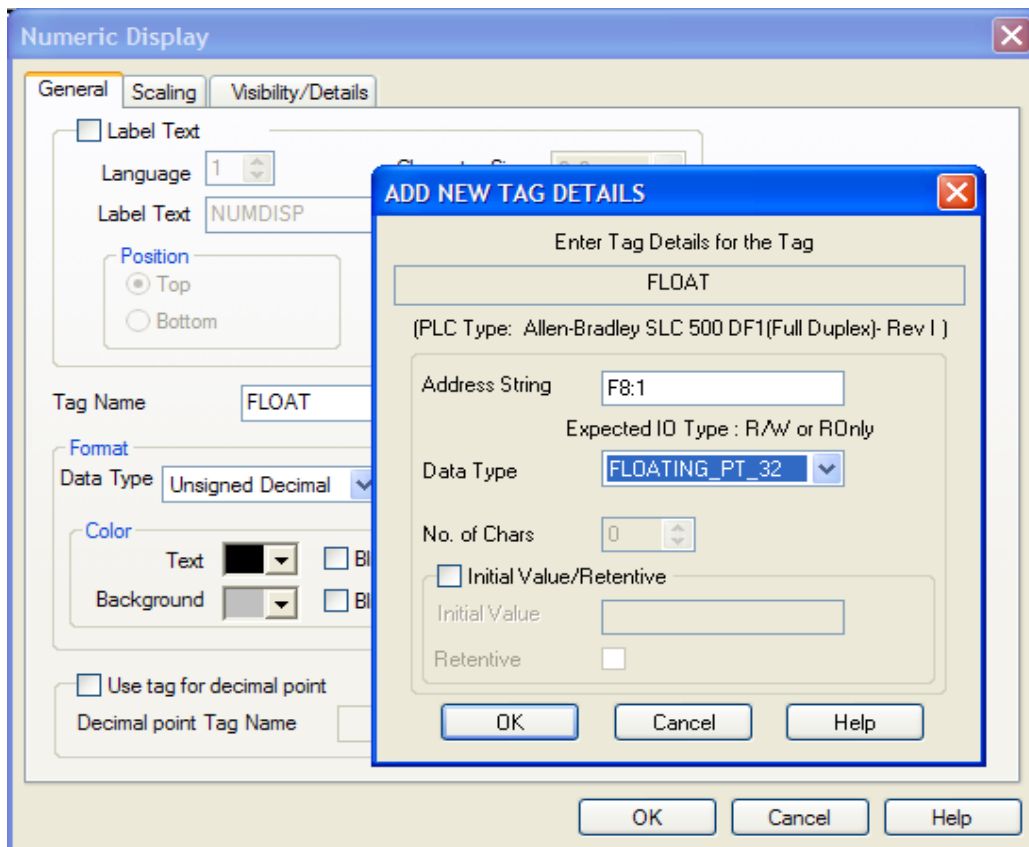 Numeric Display
General
Scaling
Visibility/Details
Label Text
Language 1
Label Text NUMDISP
Position
Top
Bottom
Tag Name FLOAT
Format
Data Type Unsigned Decimal
Color
Text Bl
Background Bl
Use tag for decimal point
Decimal point Tag Name
ADD NEW TAG DETAILS
Enter Tag Details for the Tag
FLOAT
(PLC Type: Allen-Bradley SLC 500 DF1(Full Duplex)- Rev I )
Address String F8:1
Expected IO Type : R/W or ROnly
Data Type FLOATING_PT_32
No. of Chars 0
Initial Value/Retentive
Initial Value
Retentive
OK Cancel Help
OK Cancel Help